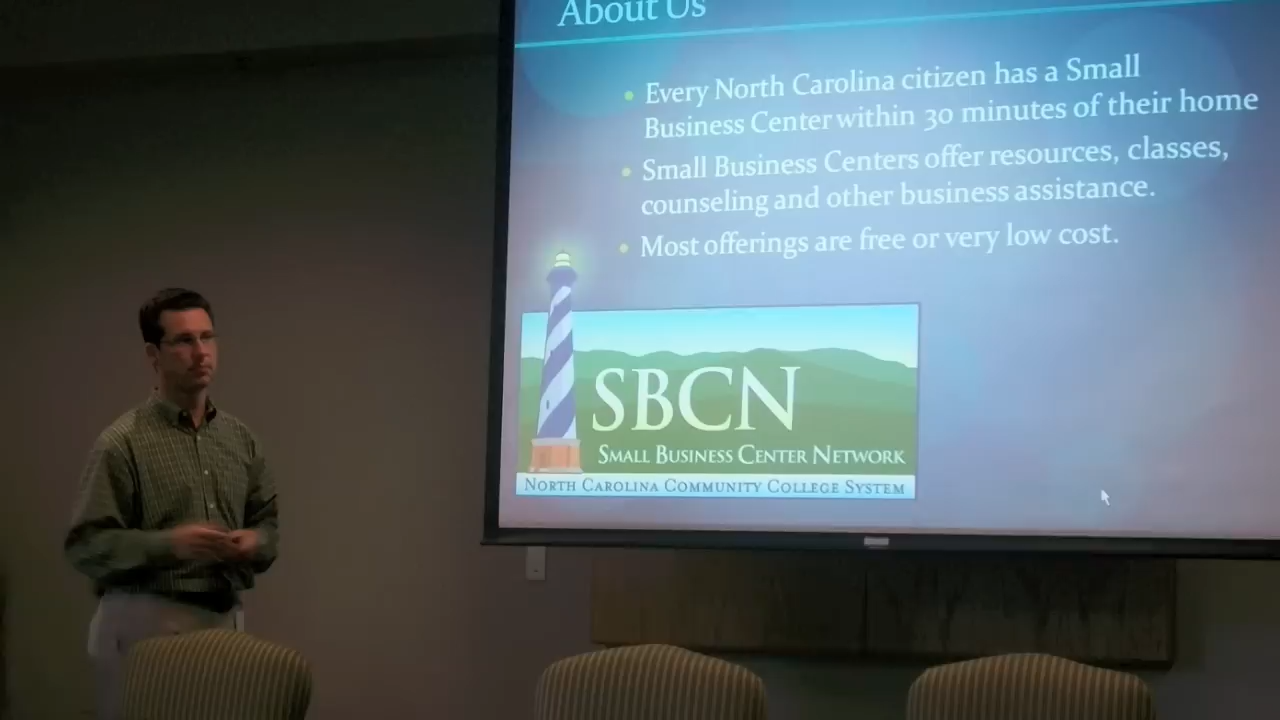 About Us
• Every North Carolina citizen has a Small
Business Center within 30 minutes of their home
• Small Business Centers offer resources, classes,
counseling and other business assistance.
• Most offerings are free or very low cost.
SBCN
SMALL BUSINESS CENTER NETWORK
NORTH CAROLINA COMMUNITY COLLEGE SYSTEM